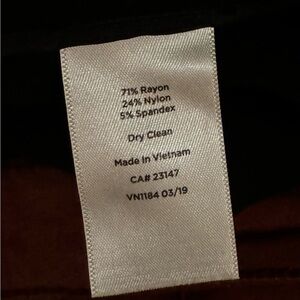 71% Rayon
24% Nylon
5% Spandex
Dry Clean
Made In Vietnam
CA# 23147
VN1184 03/19